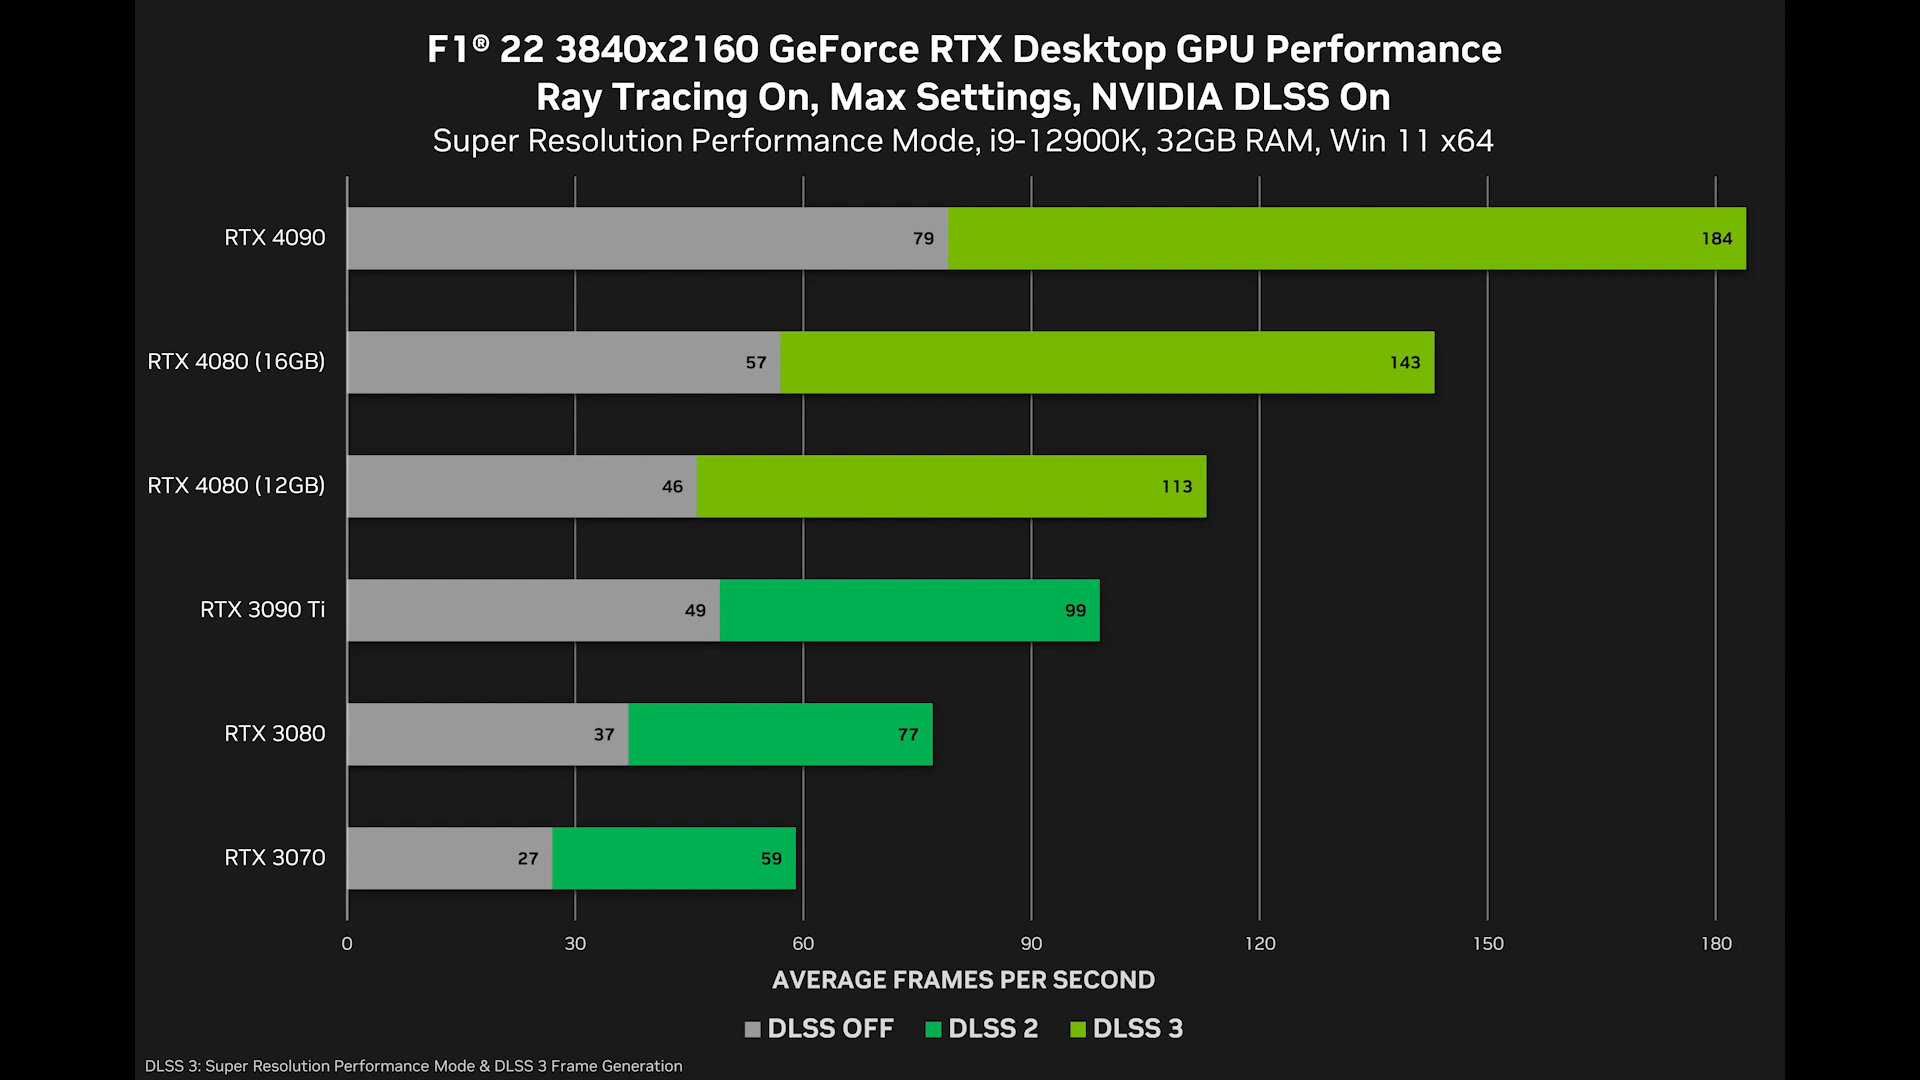 F1® 22 3840x2160 GeForce RTX Desktop GPU Performance
Ray Tracing On, Max Settings, NVIDIA DLSS On
Super Resolution Performance Mode, i9-12900K, 32GB RAM, Win 11 x64
RTX 4090 79 184
RTX 4080 (16GB) 57 143
RTX 4080 (12GB) 46 113
RTX 3090 Ti 49 99
RTX 3080 37 77
RTX 3070 27 59
0 30 60 90 120 150 180
AVERAGE FRAMES PER SECOND
DLSS OFF DLSS 2 DLSS 3
DLSS 3: Super Resolution Performance Mode & DLSS 3 Frame Generation